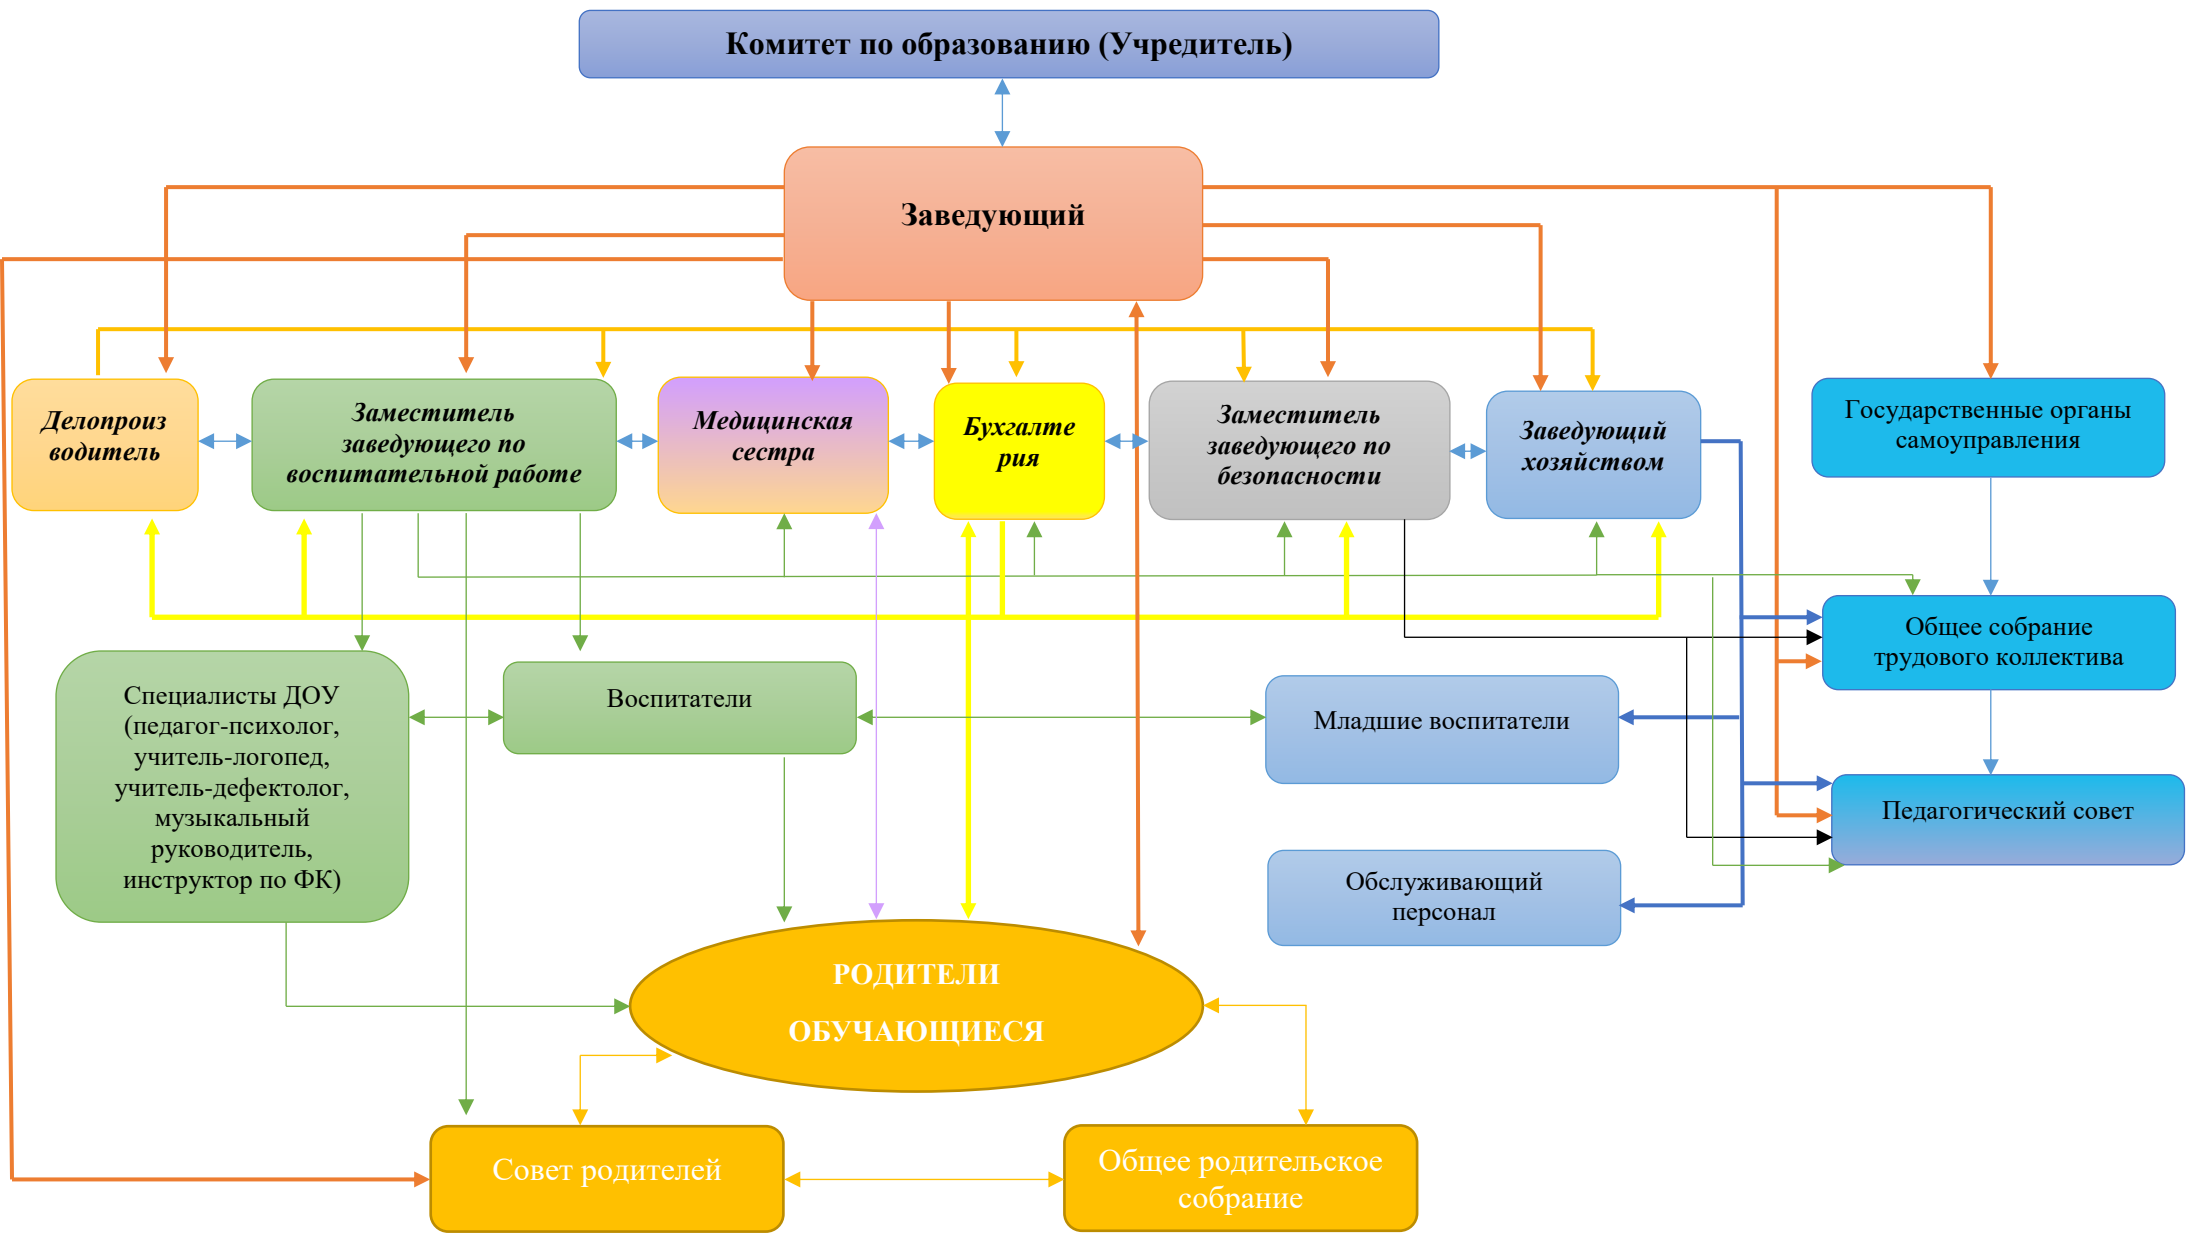 Комитет по образованию (Учредитель)
Заведующий
Делопроиз
водитель
Заместитель
заведующего по
воспитательной работе
Медицинская
сестра
Бухгалте
рия
Заместитель
заведующего по
безопасности
Заведующий
хозяйством
Государственные органы
самоуправления
Общее собрание
трудового коллектива
Специалисты ДОУ
(педагог-психолог,
учитель-логопед,
учитель-дефектолог,
музыкальный
руководитель,
инструктор по ФК)
Воспитатели
Младшие воспитатели
Педагогический совет
Обслуживающий
персонал
РОДИТЕЛИ
ОБУЧАЮЩИЕСЯ
Совет родителей
Общее родительское
собрание